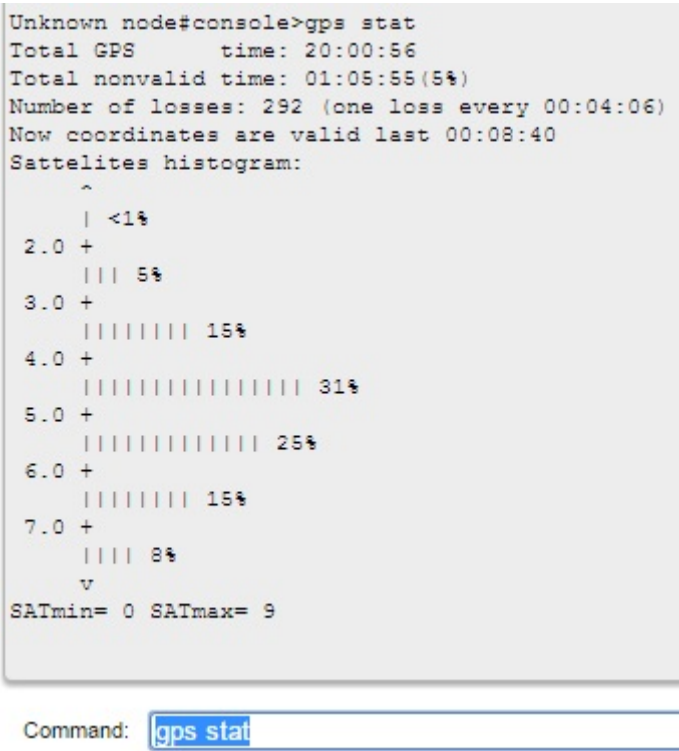 Unknown node#console>gps stat
Total GPS      time: 20:00:56
Total nonvalid time: 01:05:55(5%)
Number of losses: 292 (one loss every 00:04:06)
Now coordinates are valid last 00:08:40
Sattelites histogram:
     ^
     | <1%
 2.0 +
     ||| 5%
 3.0 +
     |||||||| 15%
 4.0 +
     |||||||||||||||| 31%
 5.0 +
     ||||||||||||| 25%
 6.0 +
     |||||||| 15%
 7.0 +
     |||| 8%
     v
SATmin= 0 SATmax= 9
Command: gps stat